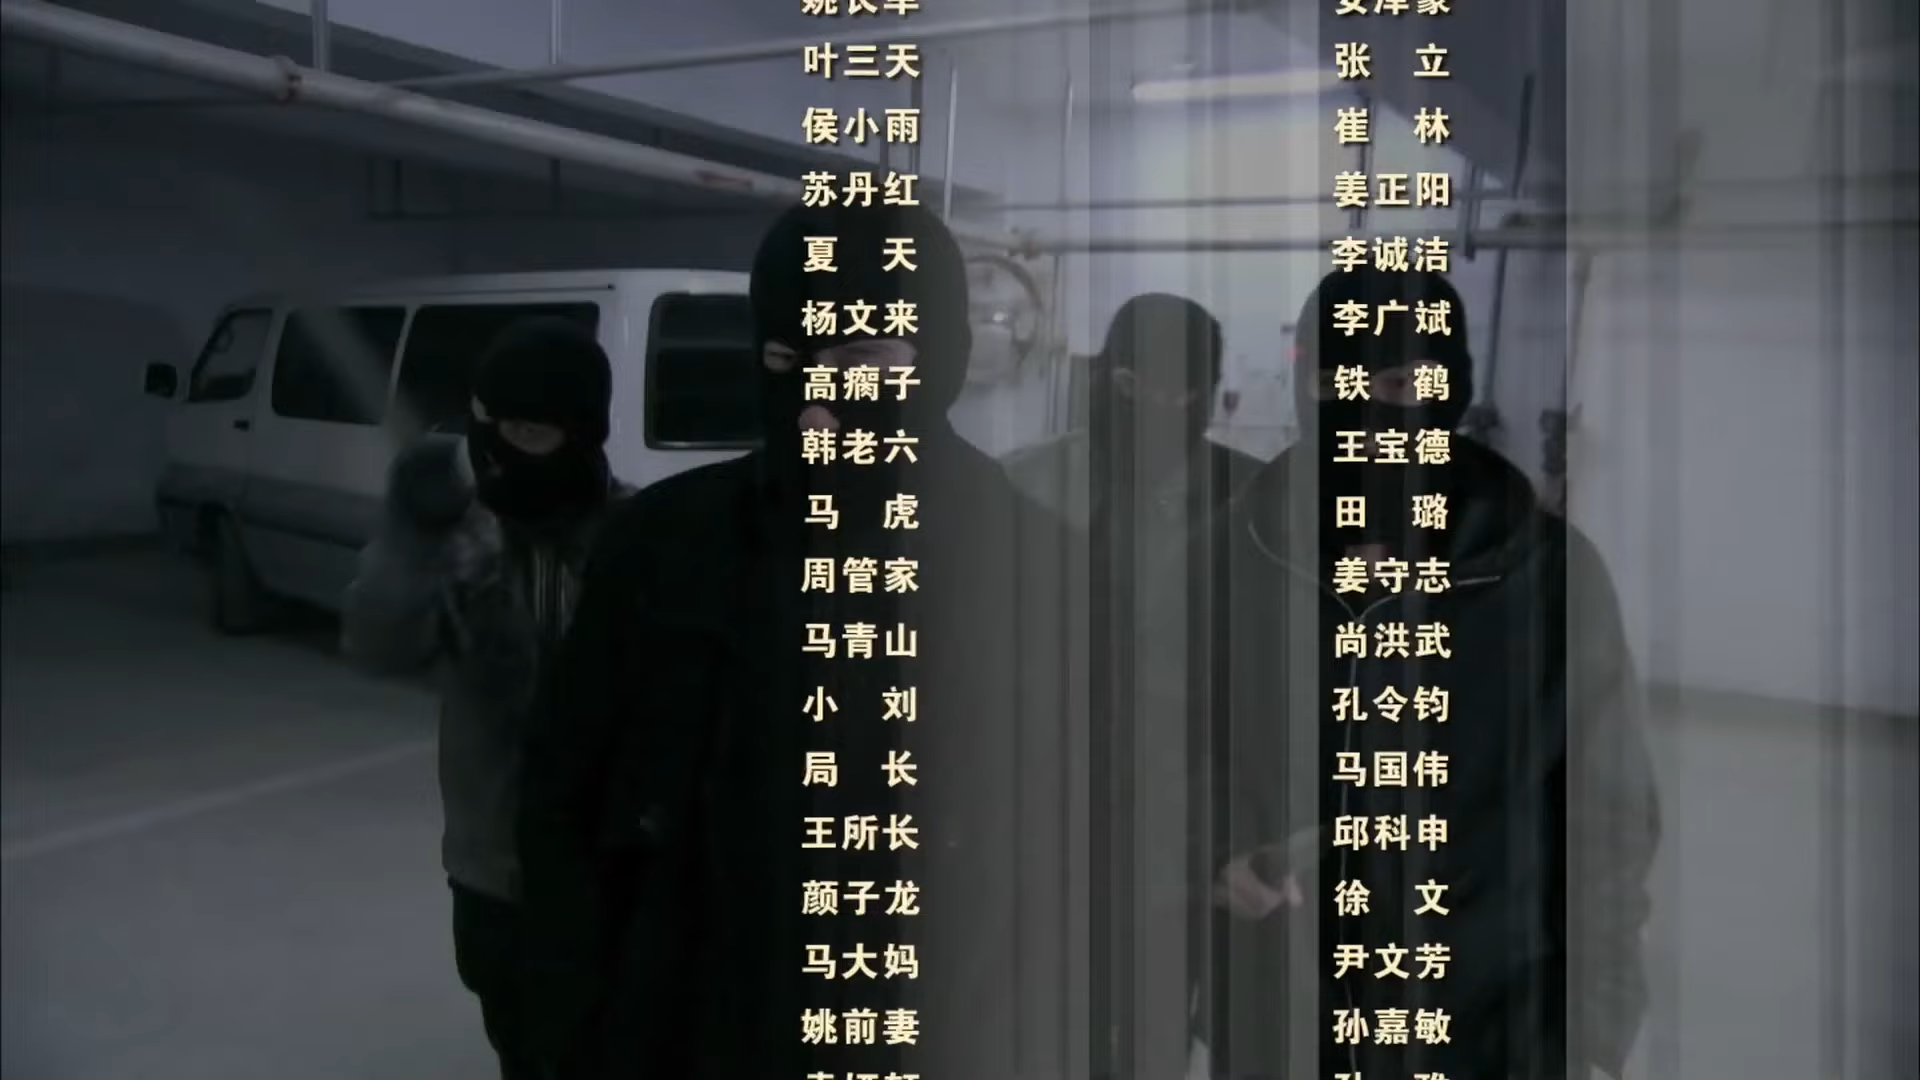 叶三天 张立
侯小雨 崔林
苏丹红 姜正阳
夏天 李诚洁
杨文来 李广斌
高瘸子 铁鹤
韩老六 王宝德
马虎 田璐
周管家 姜守志
马青山 尚洪武
小刘 孔令钧
局长 马国伟
王所长 邱科申
颜子龙 徐文
马大妈 尹文芳
姚前妻 孙嘉敏